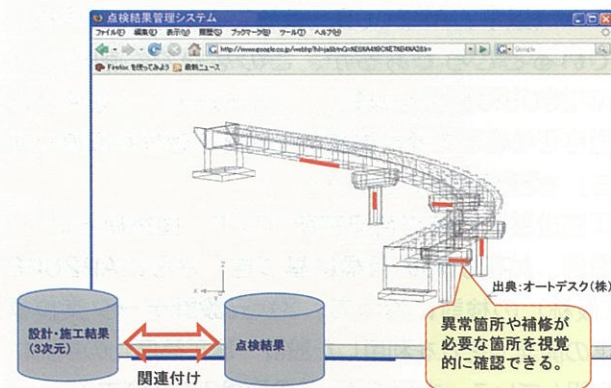 点検結果管理システム
ファイル(F) 編集(E) 表示(V) 履歴(S) ブックマーク(B) ツール(T) ヘルプ(H)
Firefox を使ってみよう 最新ニュース
Google
出典:オートデスク(株)
設計・施工結果
(3次元)
点検結果
関連付け
異常箇所や補修が
必要な箇所を視覚
的に確認できる。